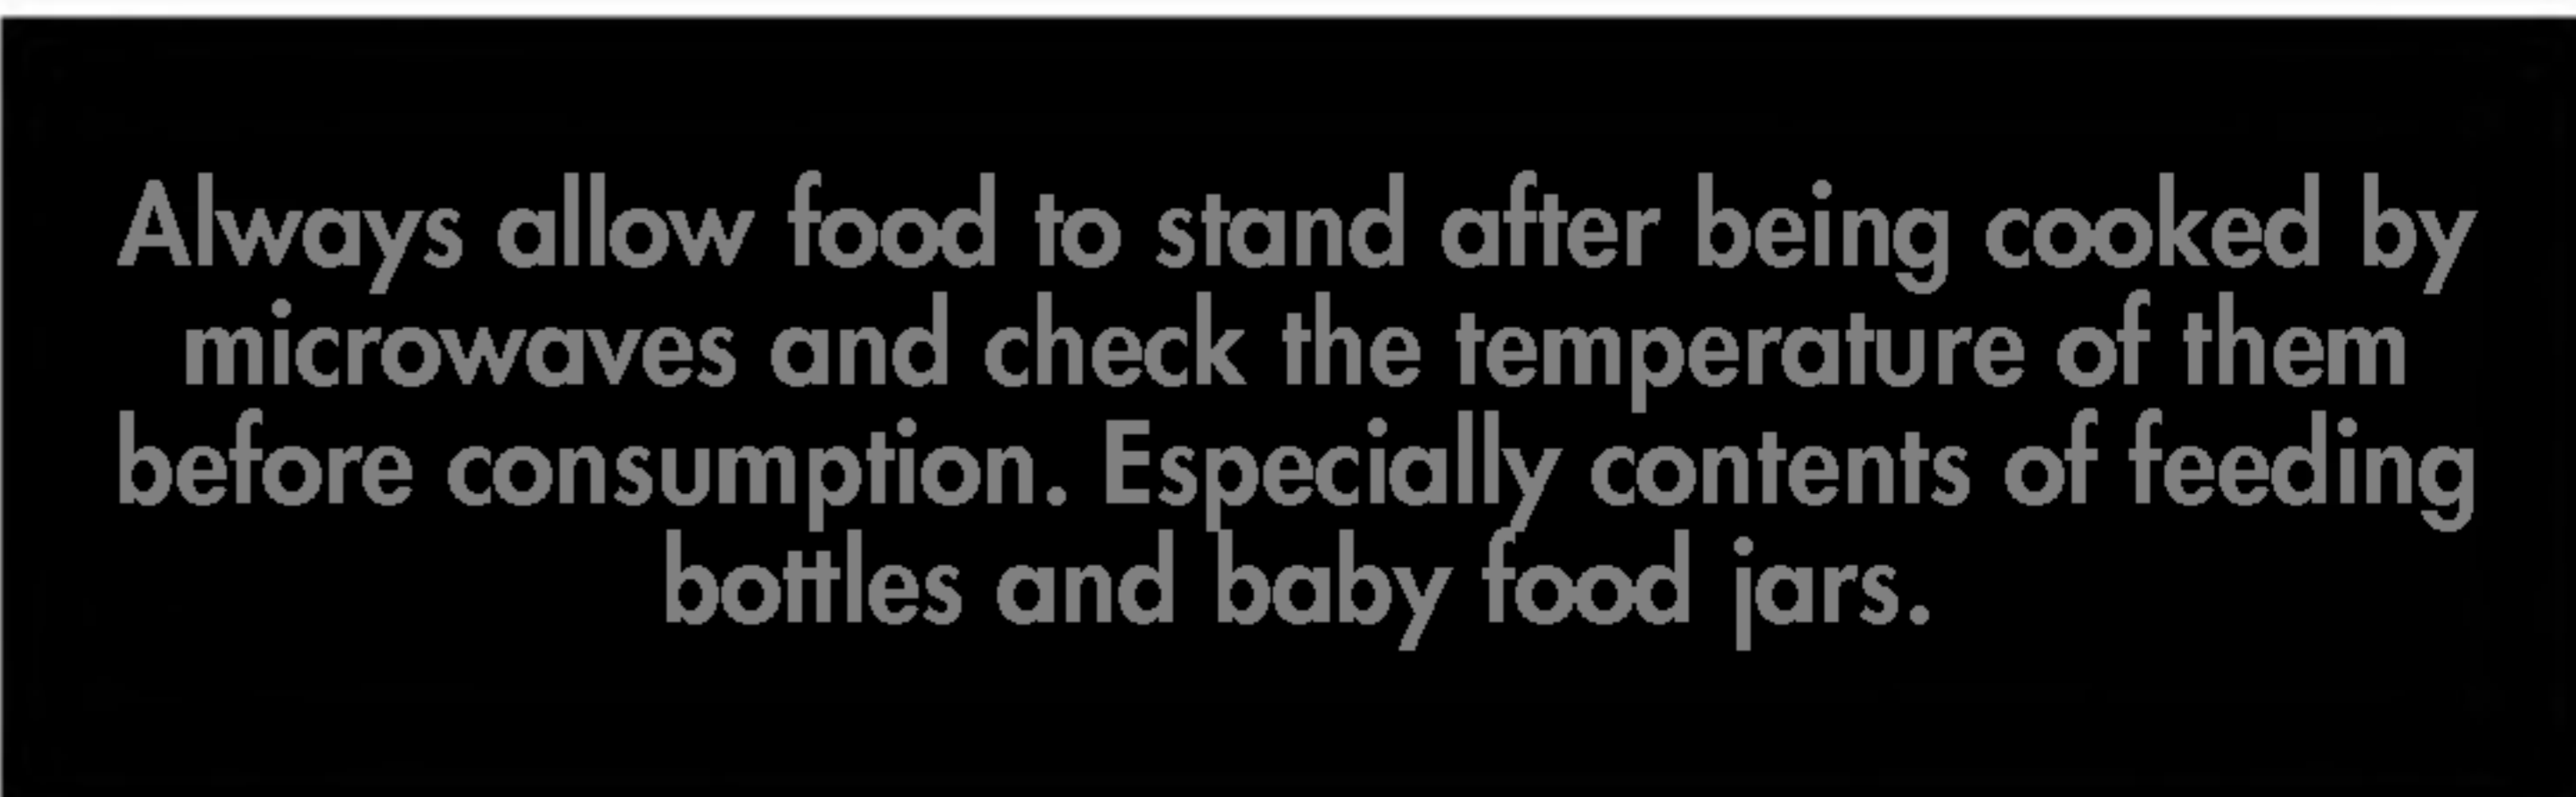 Always allow food to stand after being cooked by
microwaves and check the temperature of them
before consumption. Especially contents of feeding
bottles and baby food jars.